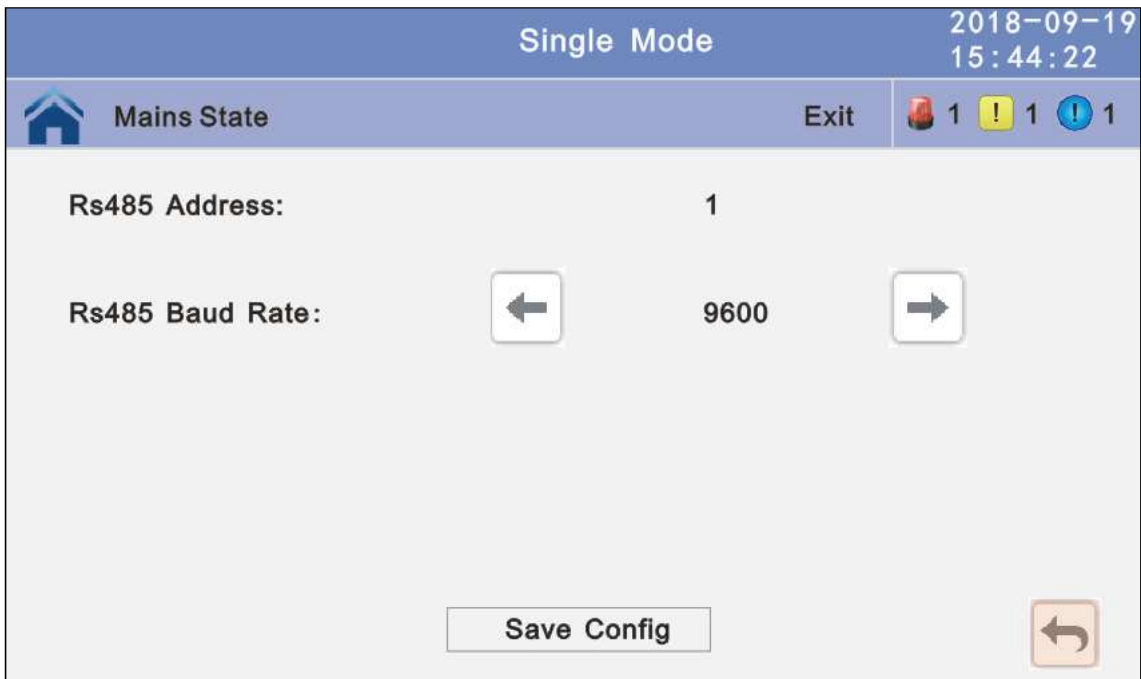 Single Mode
2018-09-19
15:44:22
Mains State Exit 1 ! 1 ! 1
Rs485 Address: 1
Rs485 Baud Rate: 9600
Save Config